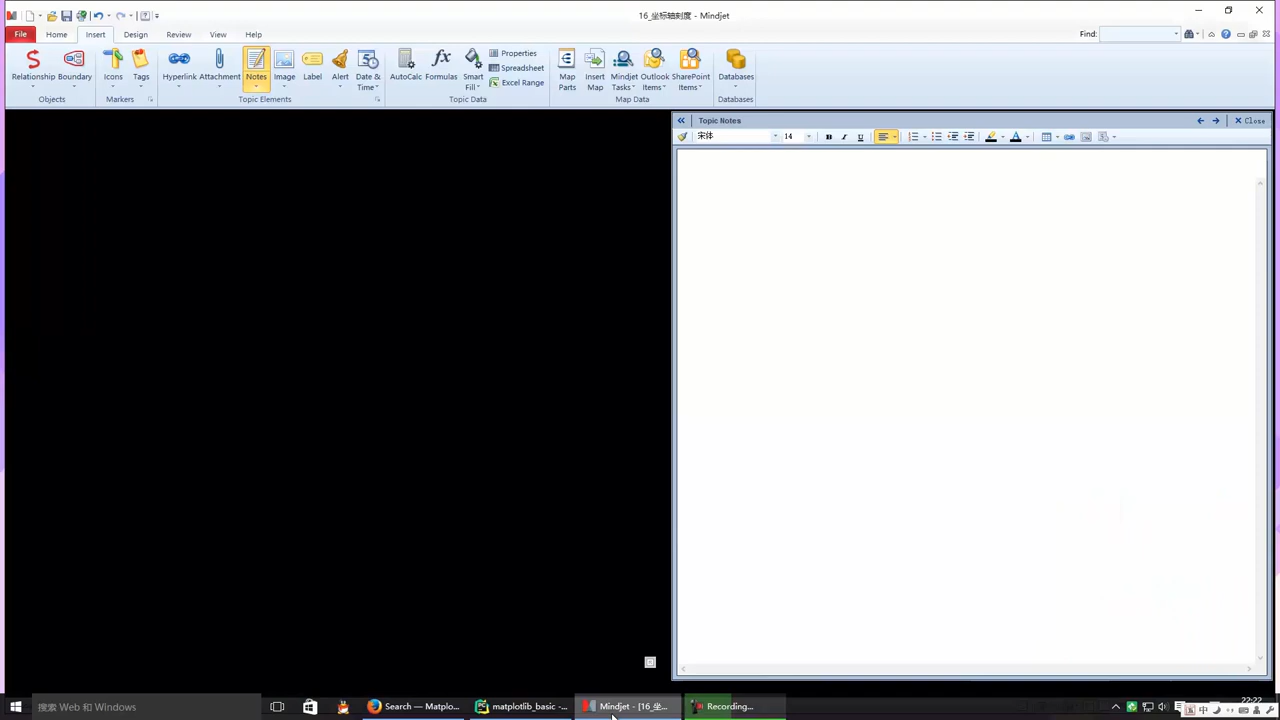 16_坐标轴刻度 - Mindjet
File Home Insert Design Review View Help
Find:
Relationship Boundary Icons Tags Hyperlink Attachment Notes Image Label Alert Date & Time AutoCalc Formulas Smart Fill Properties Spreadsheet Excel Range Map Parts Insert Map Mindjet Tasks Outlook Items SharePoint Items Databases
Objects Markers Topic Elements Topic Data Map Data Databases
Topic Notes Close
宋体 14 B I U A
搜索 Web 和 Windows
Search — Matplo...
matplotlib_basic -...
Mindjet - [16_坐...
Recording...
22:22
中